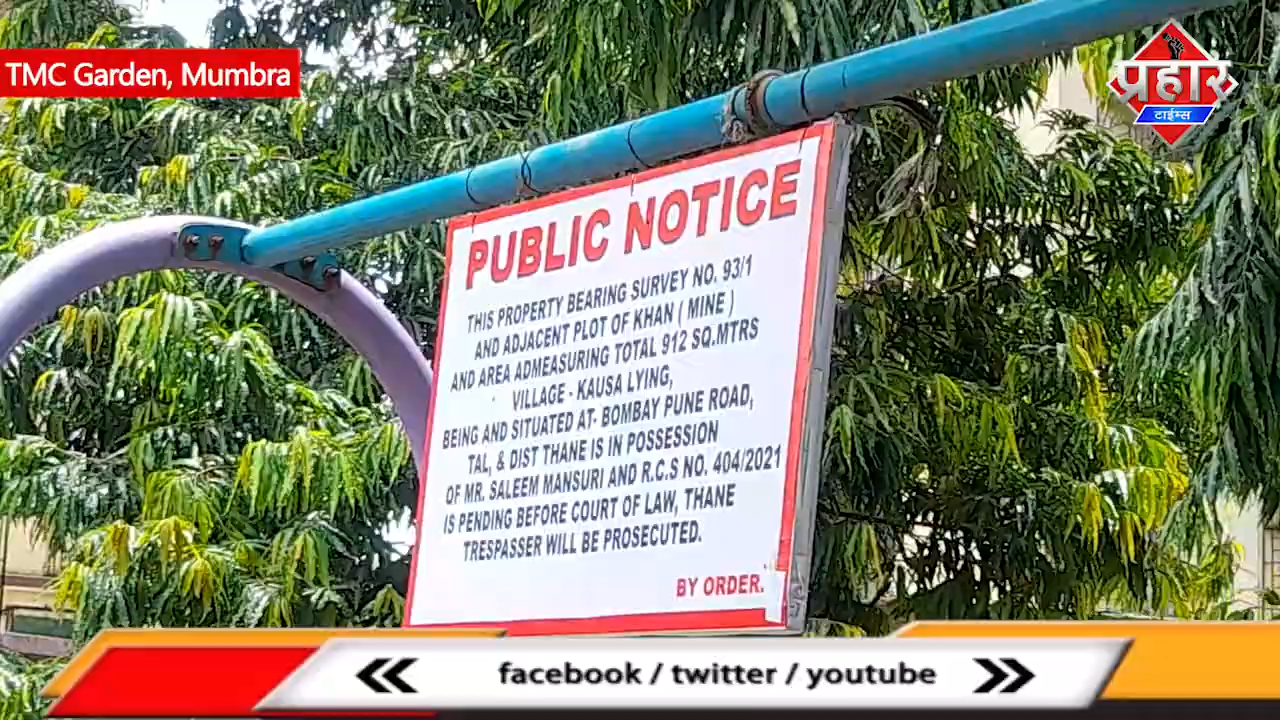 TMC Garden, Mumbra
प्रहार
टाईम्स
PUBLIC NOTICE
THIS PROPERTY BEARING SURVEY NO. 93/1
AND ADJACENT PLOT OF KHAN ( MINE )
AND AREA ADMEASURING TOTAL 912 SQ.MTRS
VILLAGE - KAUSA LYING,
BEING AND SITUATED AT- BOMBAY PUNE ROAD,
TAL, & DIST THANE IS IN POSSESSION
OF MR. SALEEM MANSURI AND R.C.S NO. 404/2021
IS PENDING BEFORE COURT OF LAW, THANE
TRESPASSER WILL BE PROSECUTED.
BY ORDER.
facebook / twitter / youtube